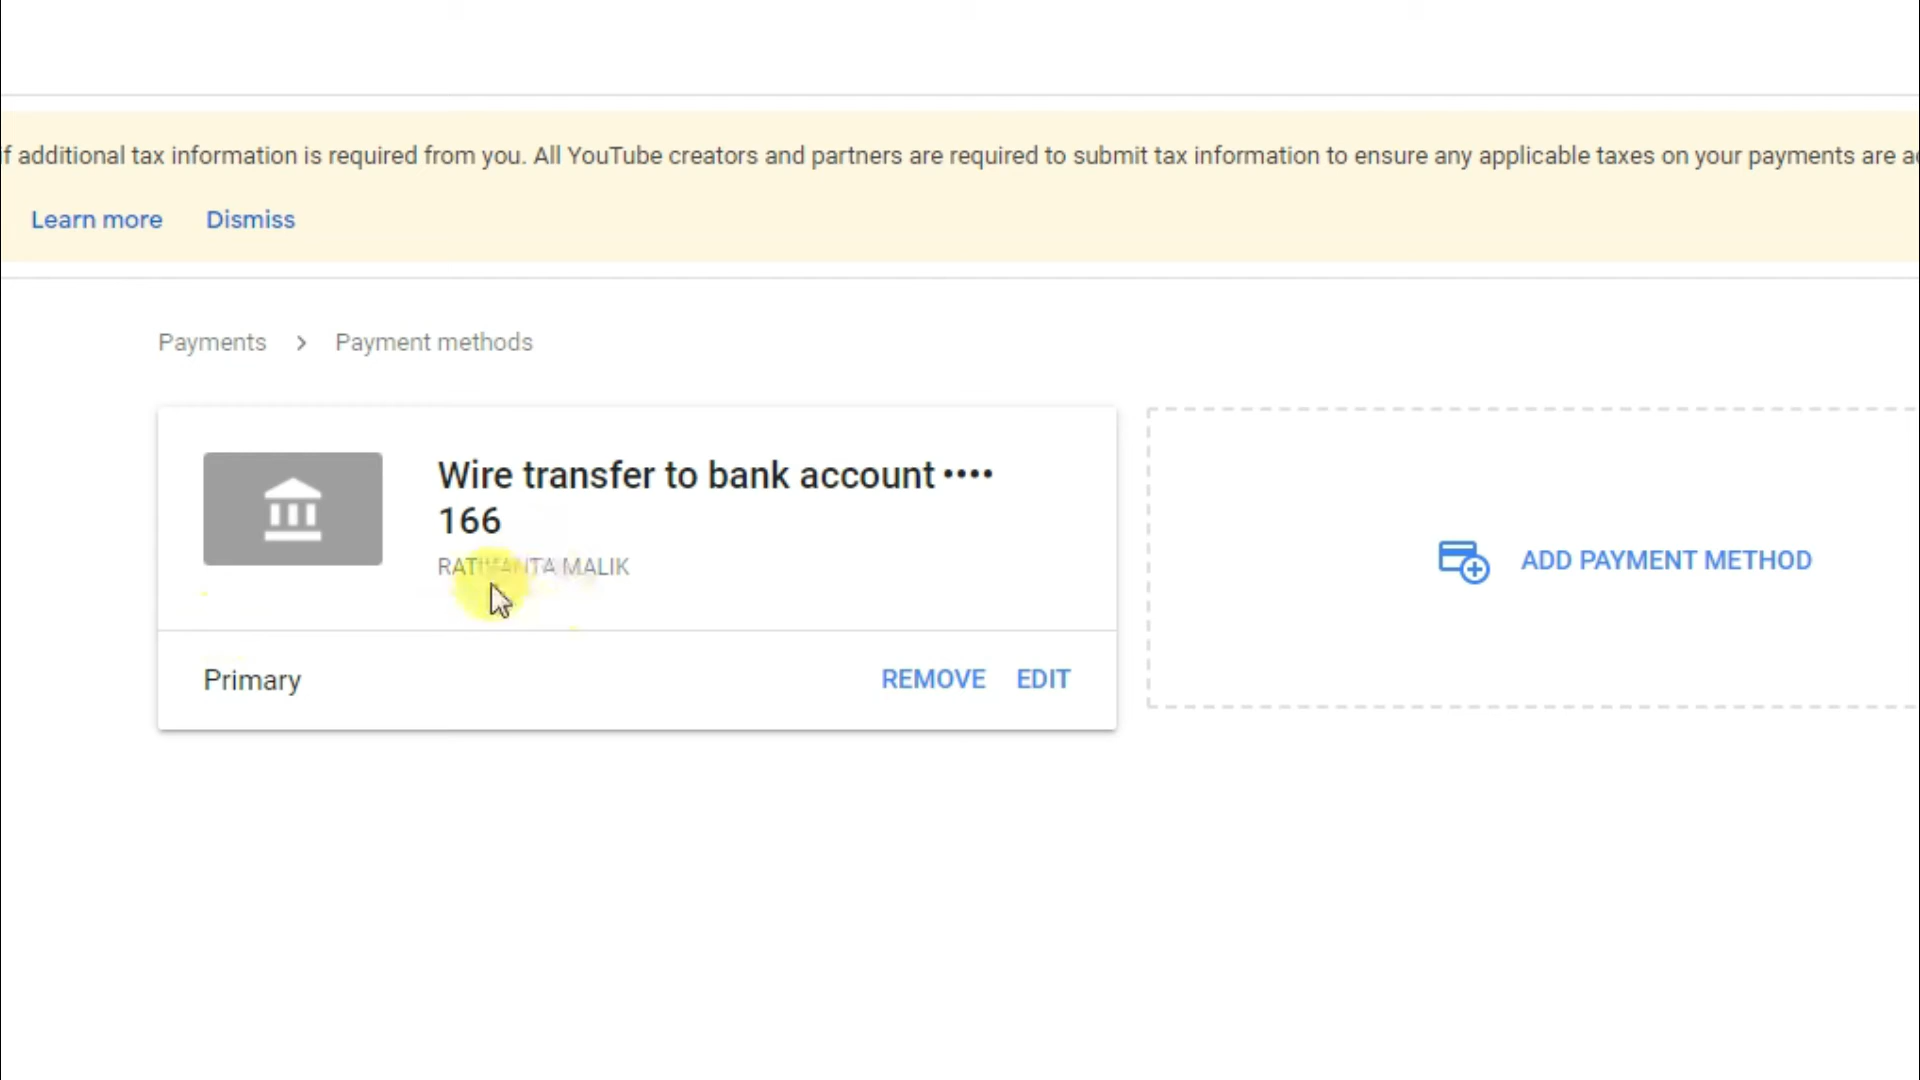 if additional tax information is required from you. All YouTube creators and partners are required to submit tax information to ensure any applicable taxes on your payments are
Learn more Dismiss
Payments > Payment methods
Wire transfer to bank account ••••
166
MALIK
ADD PAYMENT METHOD
Primary
REMOVE EDIT